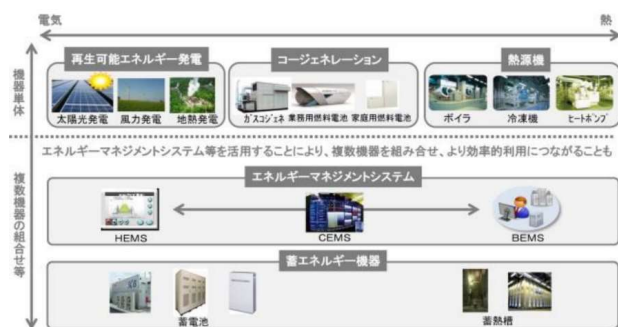 電気
熱
機器単体
再生可能エネルギー発電
コージェネレーション
熱源機
太陽光発電
風力発電
地熱発電
ガスコジェネ
業務用燃料電池
家庭用燃料電池
ボイラ
冷凍機
ヒートポンプ
エネルギーマネジメントシステム等を活用することにより、複数機器を組み合せ、より効率的利用につながることも
複数機器の組合せ等
エネルギーマネジメントシステム
HEMS
CEMS
BEMS
蓄エネルギー機器
蓄電池
蓄熱槽